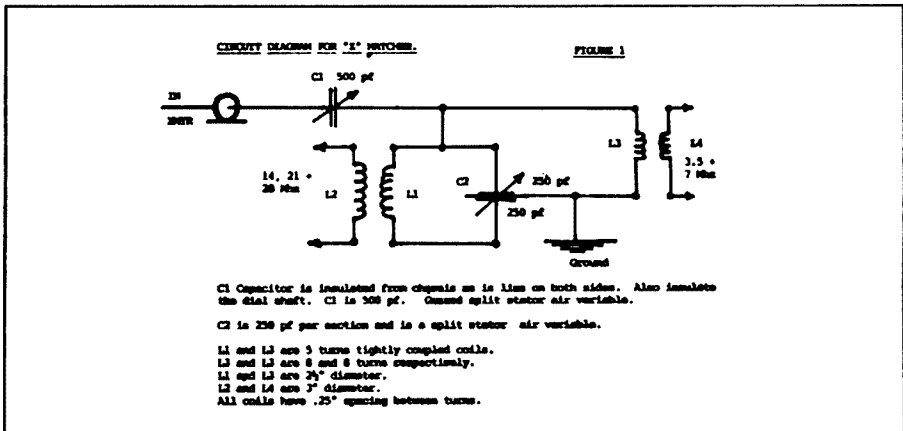 CIRCUIT DIAGRAM FOR "Z" MATCHER.
FIGURE 1
C1 500 pf
IN
XMTR
L3
L4
3.5 +
7 Mhz
14, 21 +
28 Mhz
L2
L1
C2
250 pf
250 pf
Ground
C1 Capacitor is insulated from chassis as is live on both sides. Also insulate
the dial shaft. C1 is 500 pf. Ganged split stator air variable.
C2 is 250 pf per section and is a split stator air variable.
L1 and L3 are 5 turns tightly coupled coils.
L3 and L3 are 8 and 6 turns respectively.
L1 and L3 are 2½" diameter.
L2 and L4 are 3" diameter.
All coils have .25" spacing between turns.